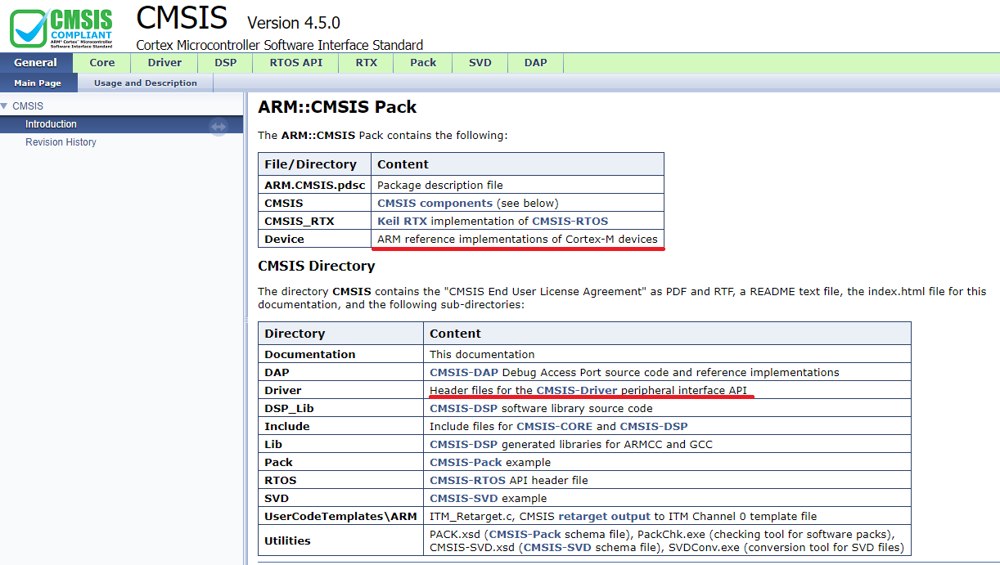 CMSIS
COMPLIANT
ARM® Cortex™ Microcontroller
Software Interface Standard
CMSIS Version 4.5.0
Cortex Microcontroller Software Interface Standard
General Core Driver DSP RTOS API RTX Pack SVD DAP
Main Page Usage and Description
CMSIS
Introduction
Revision History
ARM::CMSIS Pack
The ARM::CMSIS Pack contains the following:
File/Directory Content
ARM.CMSIS.pdsc Package description file
CMSIS CMSIS components (see below)
CMSIS_RTX Keil RTX implementation of CMSIS-RTOS
Device ARM reference implementations of Cortex-M devices
CMSIS Directory
The directory CMSIS contains the "CMSIS End User License Agreement" as PDF and RTF, a README text file, the index.html file for this
documentation, and the following sub-directories:
Directory Content
Documentation This documentation
DAP CMSIS-DAP Debug Access Port source code and reference implementations
Driver Header files for the CMSIS-Driver peripheral interface API
DSP_Lib CMSIS-DSP software library source code
Include Include files for CMSIS-CORE and CMSIS-DSP
Lib CMSIS-DSP generated libraries for ARMCC and GCC
Pack CMSIS-Pack example
RTOS CMSIS-RTOS API header file
SVD CMSIS-SVD example
UserCodeTemplates\ARM ITM_Retarget.c, CMSIS retarget output to ITM Channel 0 template file
Utilities PACK.xsd (CMSIS-Pack schema file), PackChk.exe (checking tool for software packs),
CMSIS-SVD.xsd (CMSIS-SVD schema file), SVDConv.exe (conversion tool for SVD files)